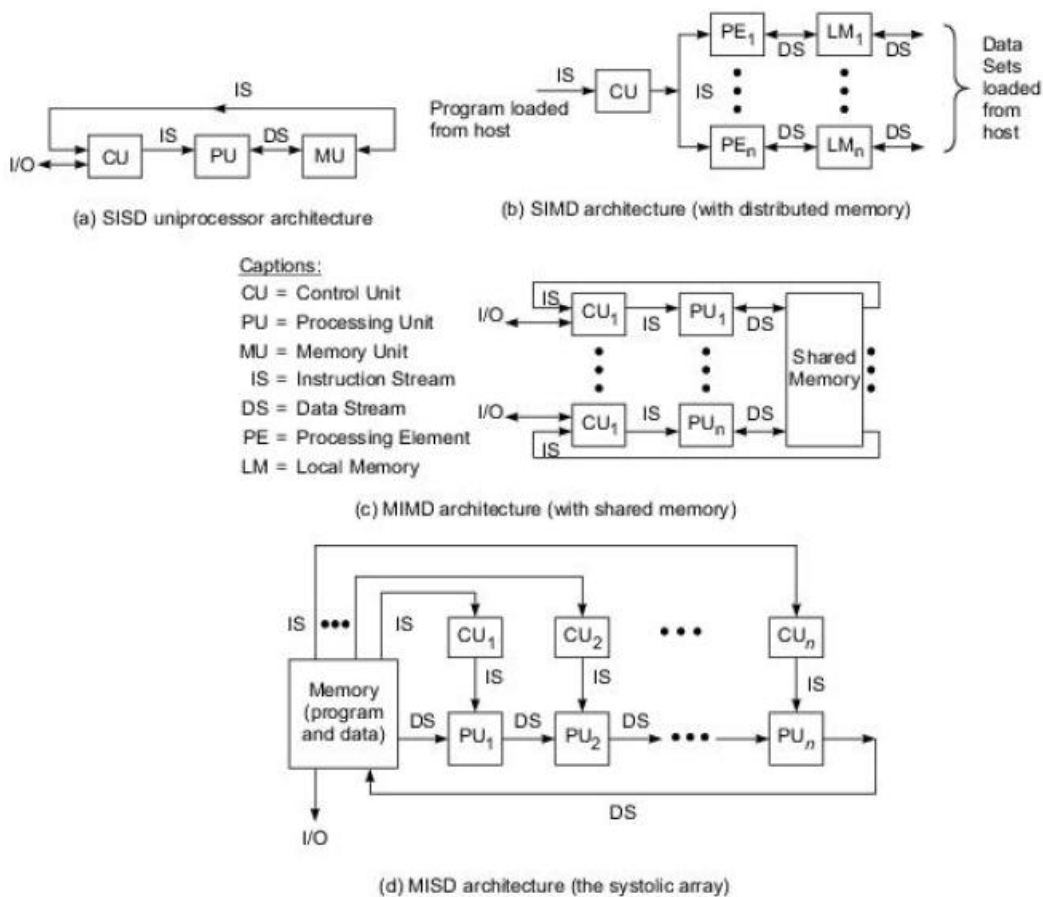 IS
I/O
CU
IS
PU
DS
MU
(a) SISD uniprocessor architecture
IS
CU
Program loaded
from host
IS
PE1
DS
LM1
DS
PEn
DS
LMn
DS
Data
Sets
loaded
from
host
(b) SIMD architecture (with distributed memory)
Captions:
CU = Control Unit
PU = Processing Unit
MU = Memory Unit
IS = Instruction Stream
DS = Data Stream
PE = Processing Element
LM = Local Memory
IS
I/O
CU1
IS
PU1
DS
Shared
Memory
I/O
CU1
IS
PUn
DS
IS
(c) MIMD architecture (with shared memory)
IS
IS
CU1
CU2
CUn
IS
IS
IS
Memory
(program
and data)
DS
PU1
DS
PU2
DS
PUn
DS
I/O
(d) MISD architecture (the systolic array)